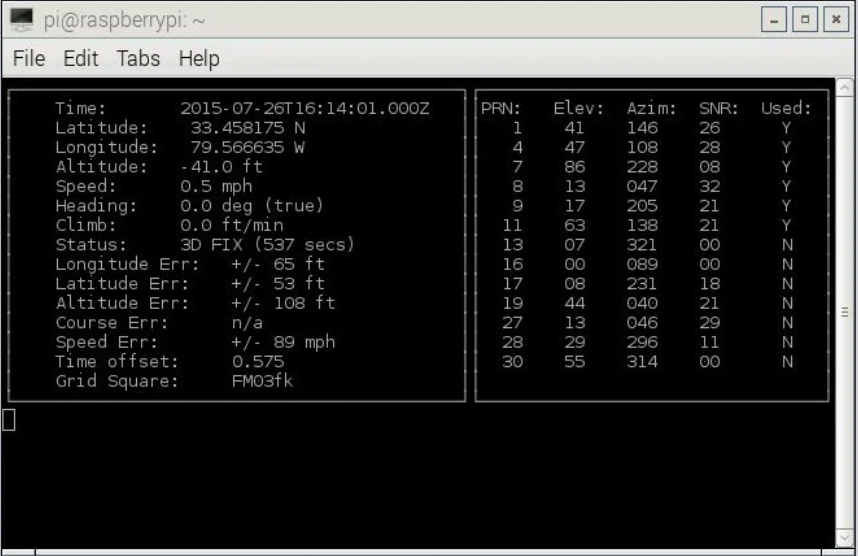 pi@raspberrypi: ~
File Edit Tabs Help
Time: 2015-07-26T16:14:01.000Z
Latitude: 33.458175 N
Longitude: 79.566635 W
Altitude: -41.0 ft
Speed: 0.5 mph
Heading: 0.0 deg (true)
Climb: 0.0 ft/min
Status: 3D FIX (537 secs)
Longitude Err: +/- 65 ft
Latitude Err: +/- 53 ft
Altitude Err: +/- 108 ft
Course Err: n/a
Speed Err: +/- 89 mph
Time offset: 0.575
Grid Square: FM03fk
PRN: Elev: Azim: SNR: Used:
1 41 146 26 Y
4 47 108 28 Y
7 86 228 08 Y
8 13 047 32 Y
9 17 205 21 Y
11 63 138 21 Y
13 07 321 00 N
16 00 089 00 N
17 08 231 18 N
19 44 040 21 N
27 13 046 29 N
28 29 296 11 N
30 55 314 00 N